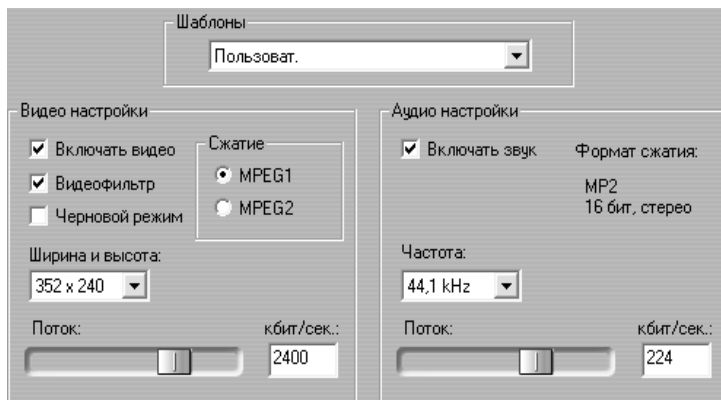 Шаблоны
Пользоват.
Видео настройки
Включать видео
Видеофильтр
Черновой режим
Сжатие
MPEG1
MPEG2
Ширина и высота:
352 x 240
Поток:
кбит/сек.:
2400
Аудио настройки
Включать звук
Формат сжатия:
MP2
16 бит, стерео
Частота:
44,1 kHz
Поток:
кбит/сек.:
224